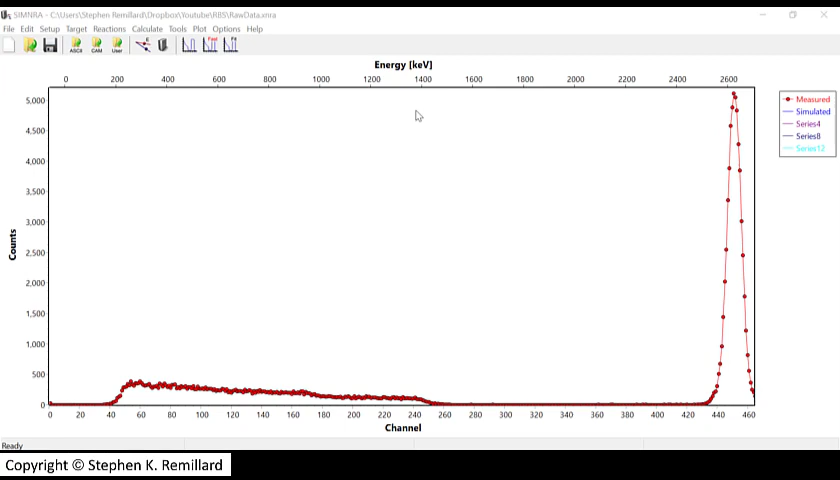 SIMNRA - C:\Users\Stephen Remillard\Dropbox\Youtube\RBS\RawData.xnra
File Edit Setup Target Reactions Calculate Tools Plot Options Help
ASCII CAM User E Fast Fit
Energy [keV]
0 200 400 600 800 1000 1200 1400 1600 1800 2000 2200 2400 2600
5,000
4,500
4,000
3,500
3,000
2,500
2,000
1,500
1,000
500
0
Counts
0 20 40 60 80 100 120 140 160 180 200 220 240 260 280 300 320 340 360 380 400 420 440 460
Channel
Measured
Simulated
Series4
Series8
Series12
Ready
Copyright © Stephen K. Remillard